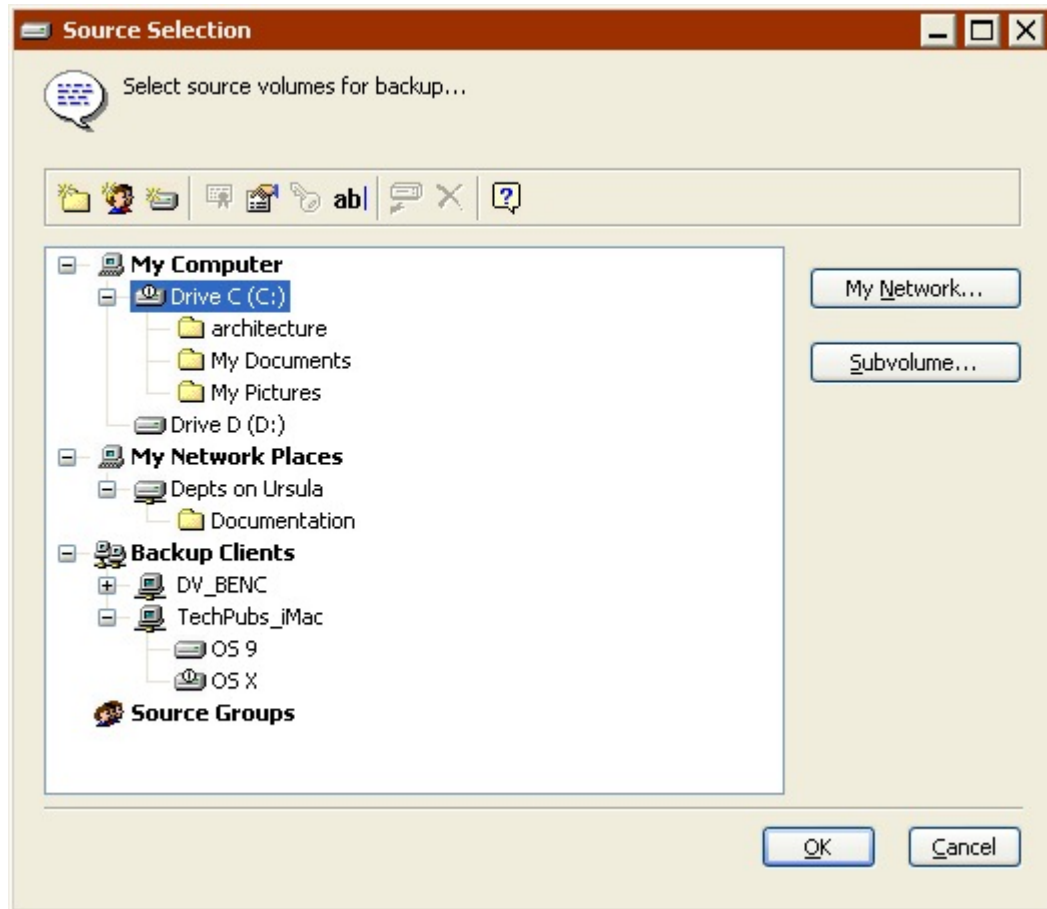 Source Selection
Select source volumes for backup...
ab|
My Computer
Drive C (C:)
architecture
My Documents
My Pictures
Drive D (D:)
My Network Places
Depts on Ursula
Documentation
Backup Clients
DV_BENC
TechPubs_iMac
OS 9
OS X
Source Groups
My Network...
Subvolume...
OK
Cancel